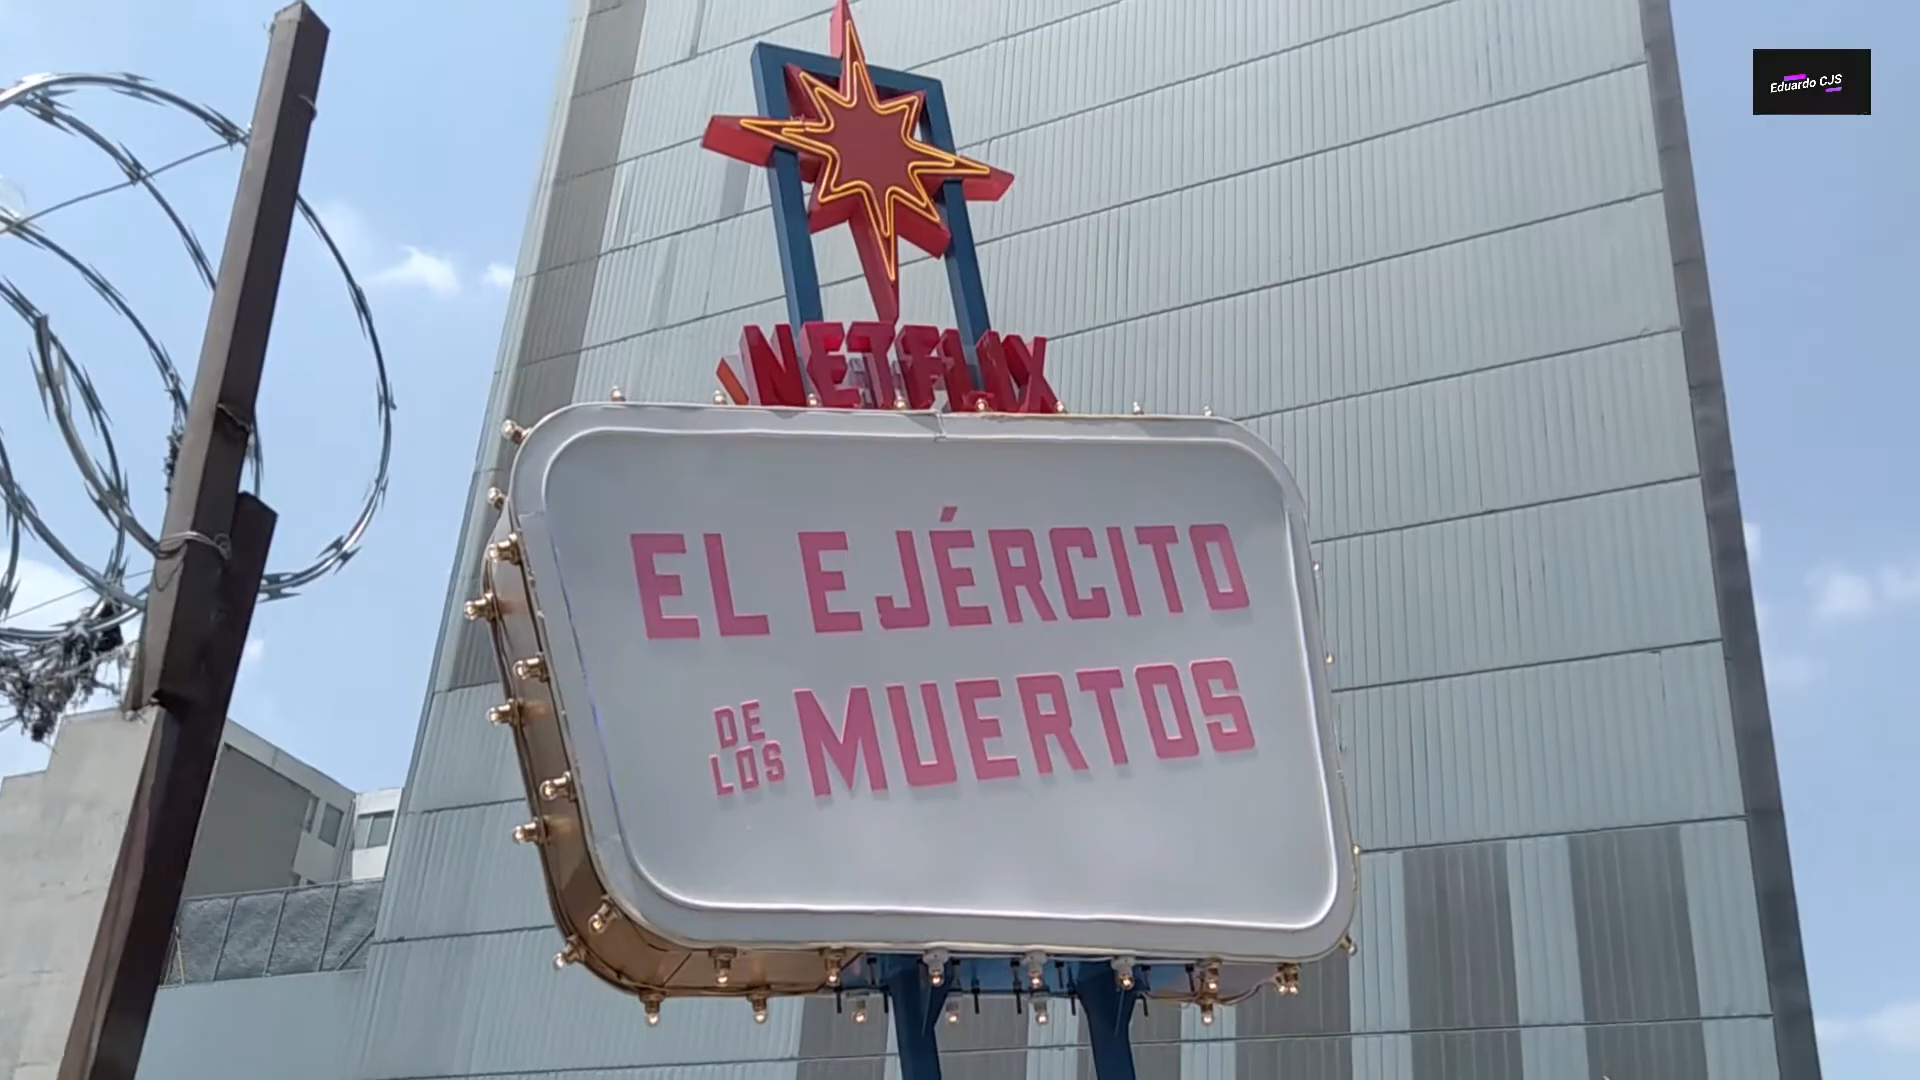 Eduardo CJS
NETFLIX
EL EJÉRCITO
DE
LOS
MUERTOS